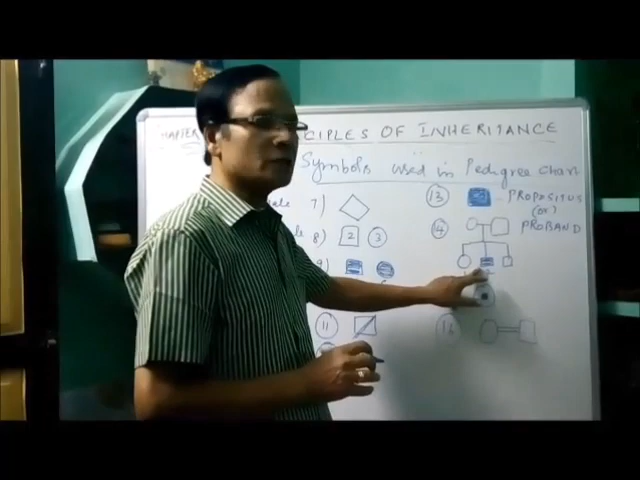 CIPLES OF INHERITANCE
Symbols used in Pedigree Chart
7)
13 PROPOSITUS
(or)
8) 2 3 14 PROBAND
9)
11
16